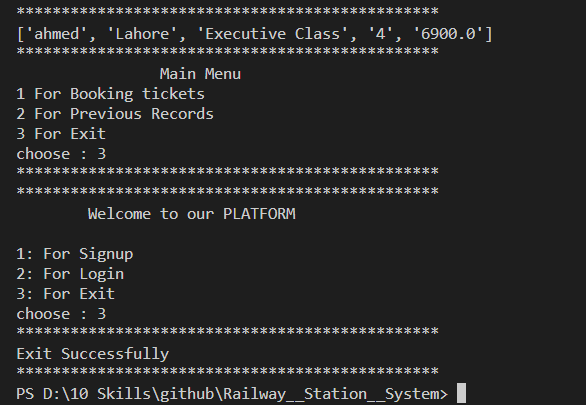 ***********************************************
['ahmed', 'Lahore', 'Executive Class', '4', '6900.0']
***********************************************
Main Menu
1 For Booking tickets
2 For Previous Records
3 For Exit
choose : 3
***********************************************
***********************************************
Welcome to our PLATFORM
1: For Signup
2: For Login
3: For Exit
choose : 3
***********************************************
Exit Successfully
***********************************************
PS D:\10 Skills\github\Railway__Station__System>